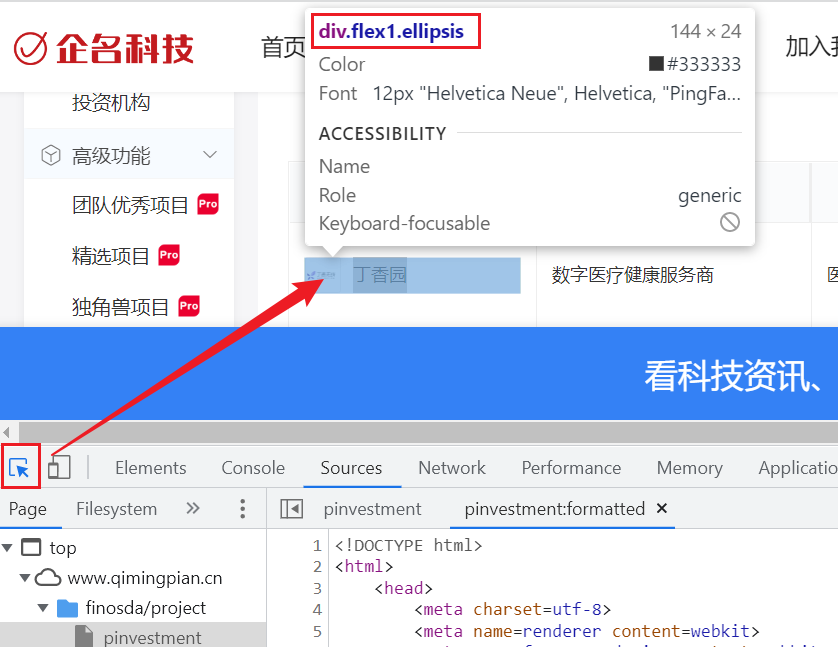 企名科技
首页
加入我
div.flex1.ellipsis
144 × 24
Color
#333333
Font
12px "Helvetica Neue", Helvetica, "PingFa...
ACCESSIBILITY
Name
Role
generic
Keyboard-focusable
投资机构
高级功能
团队优秀项目 Pro
精选项目 Pro
独角兽项目 Pro
丁香园
数字医疗健康服务商
医
看科技资讯、
Elements
Console
Sources
Network
Performance
Memory
Applicatio
Page
Filesystem
pinvestment
pinvestment:formatted
top
www.qimingpian.cn
finosda/project
pinvestment
1 <!DOCTYPE html>
2 <html>
3 <head>
4 <meta charset=utf-8>
5 <meta name=renderer content=webkit>